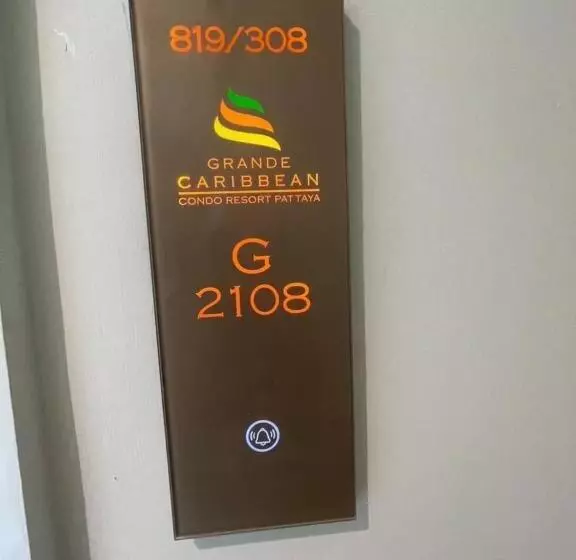 819/308
GRANDE
CARIBBEAN
CONDO RESORT PATTAYA
G
2108